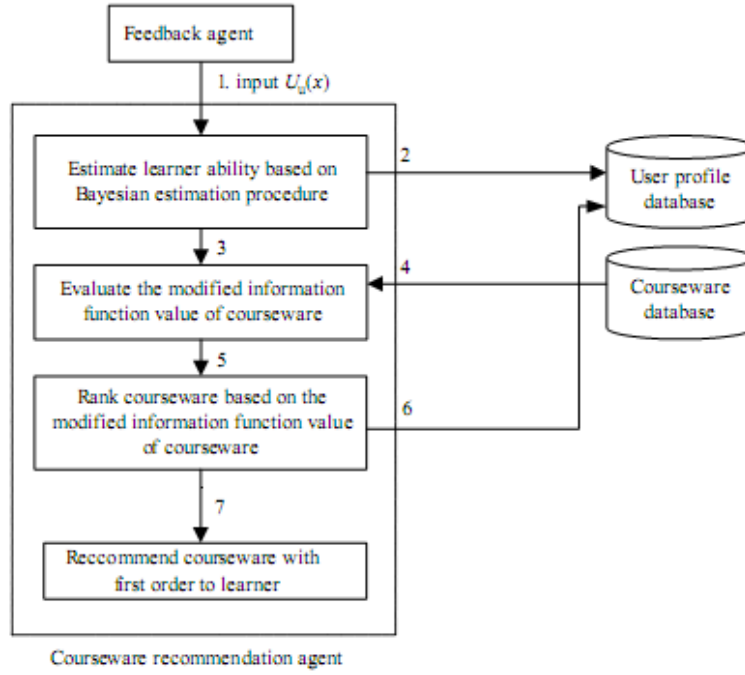 Feedback agent
1. input Uu(x)
Estimate learner ability based on
Bayesian estimation procedure
2
User profile
database
3
Evaluate the modified information
function value of courseware
4
Courseware
database
5
Rank courseware based on the
modified information function value
of courseware
6
7
Reccommend courseware with
first order to learner
Courseware recommendation agent